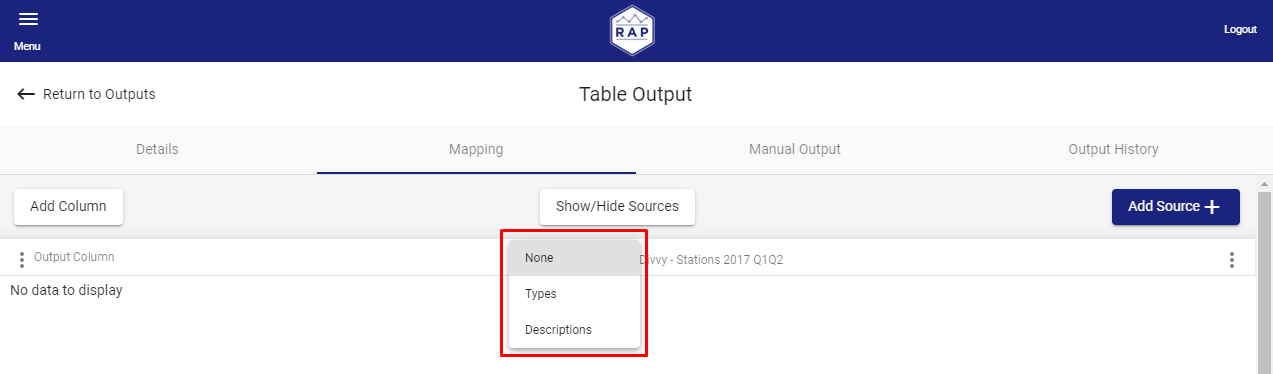 Menu
RAP
Logout
Return to Outputs
Table Output
Details
Mapping
Manual Output
Output History
Add Column
Show/Hide Sources
Add Source
Output Column
Divvy - Stations 2017 Q1Q2
None
Types
Descriptions
No data to display